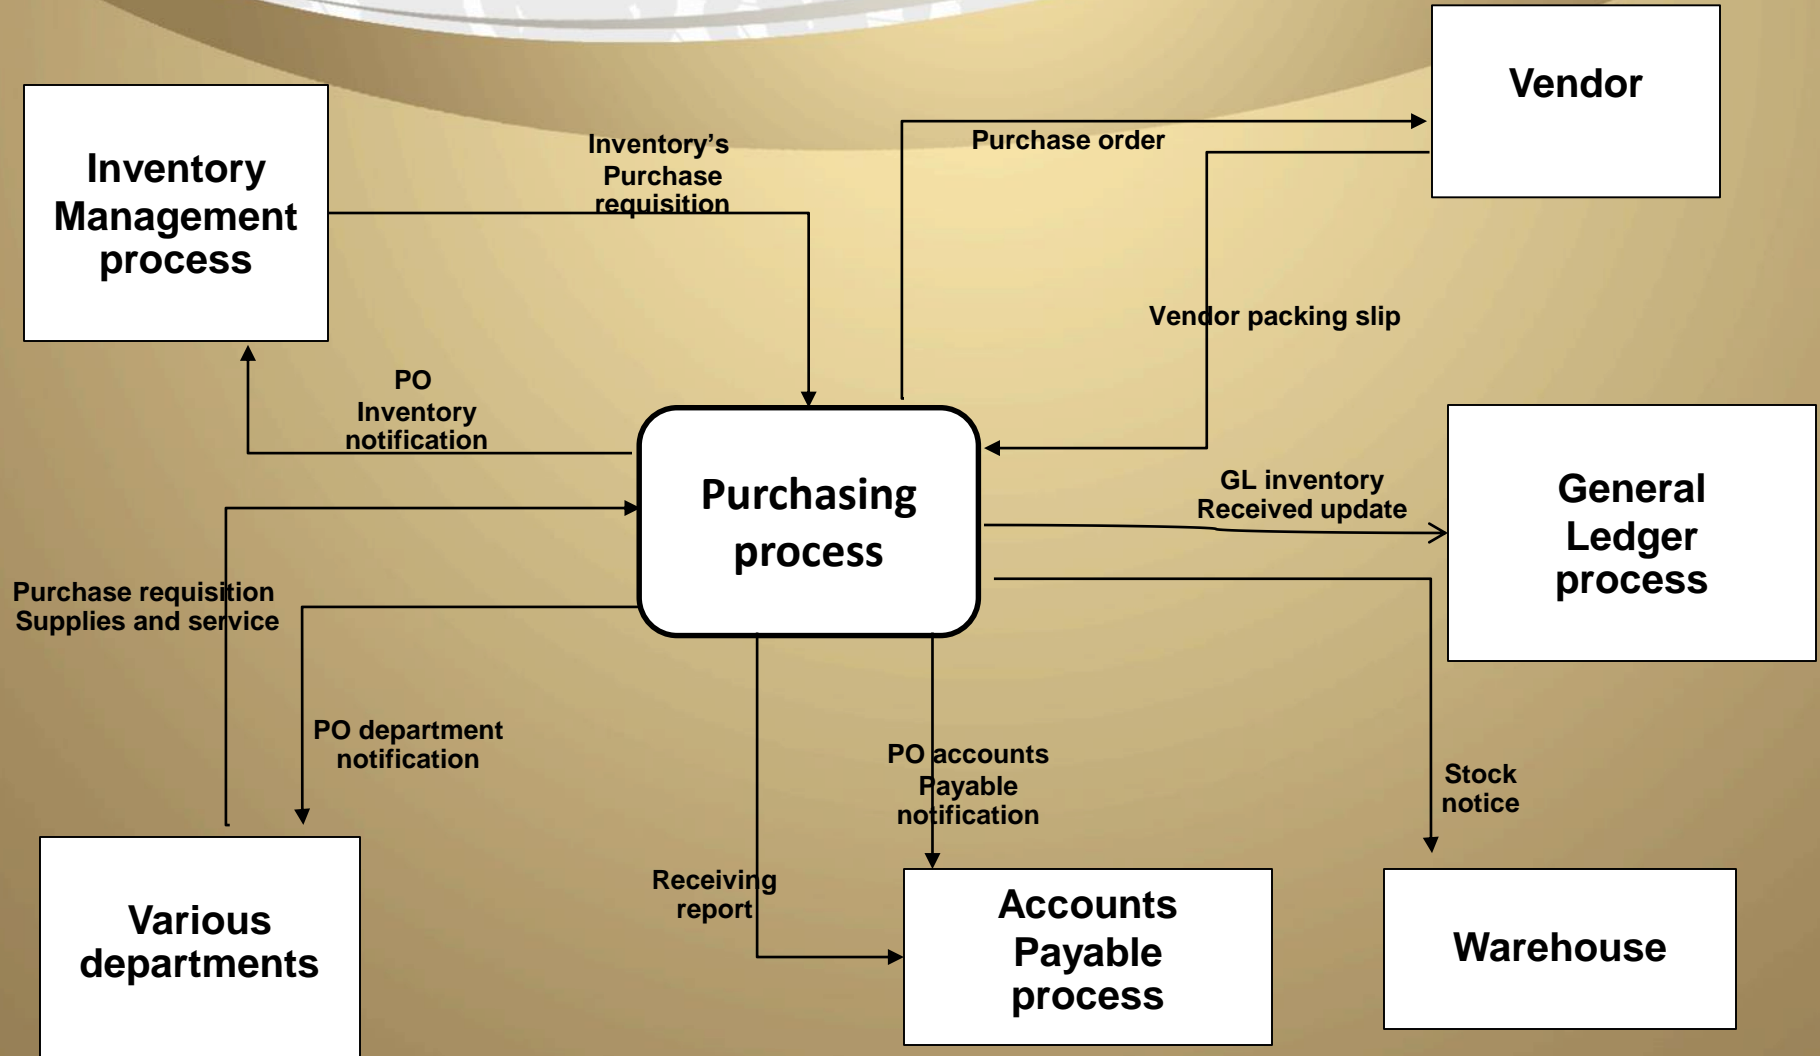 Vendor
Inventory
Management
process
Inventory’s
Purchase
requisition
Purchase order
Vendor packing slip
PO
Inventory
notification
Purchasing
process
GL inventory
Received update
General
Ledger
process
Purchase requisition
Supplies and service
PO department
notification
PO accounts
Payable
notification
Stock
notice
Receiving
report
Various
departments
Accounts
Payable
process
Warehouse